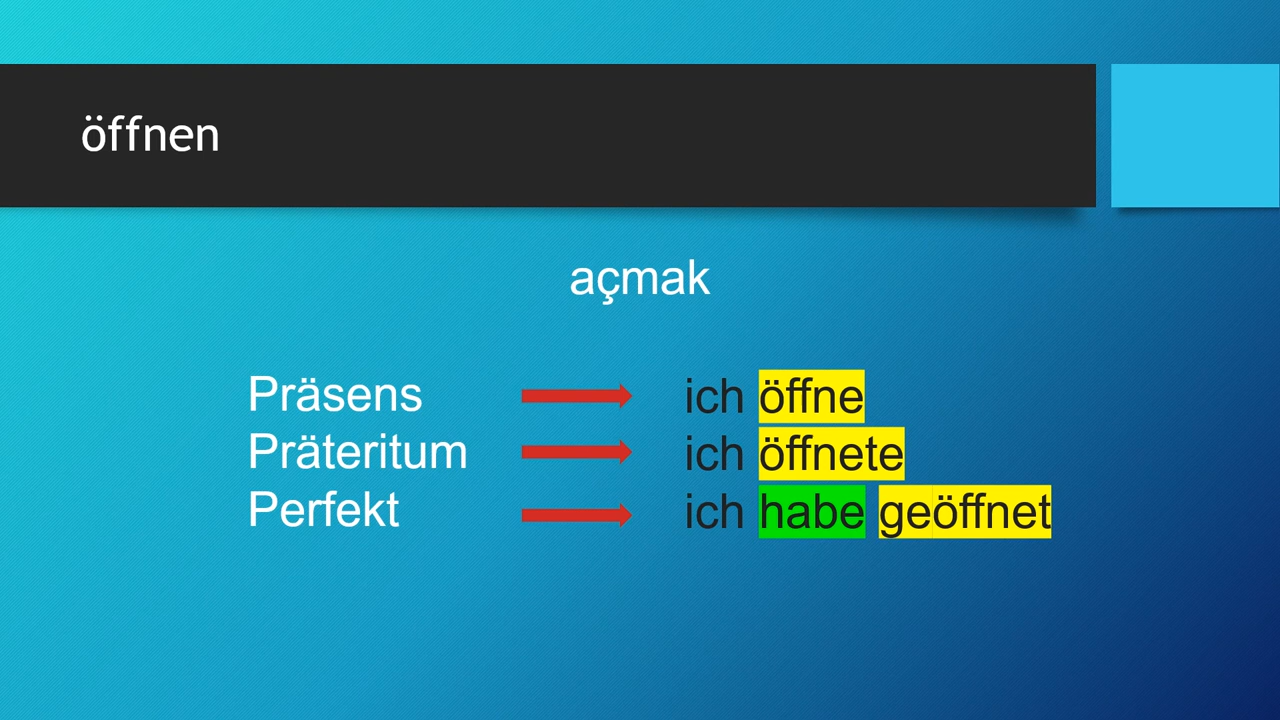 öffnen
açmak
Präsens ich öffne
Präteritum ich öffnete
Perfekt ich habe geöffnet